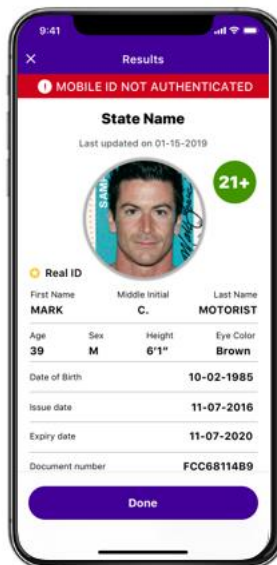 9:41
Results
MOBILE ID NOT AUTHENTICATED
State Name
Last updated on 01-15-2019
SAM
21+
Real ID
First Name Middle Initial Last Name
MARK C. MOTORIST
Age Sex Height Eye Color
39 M 6'1" Brown
Date of Birth 10-02-1985
Issue date 11-07-2016
Expiry date 11-07-2020
Document number FCC68114B9
Done